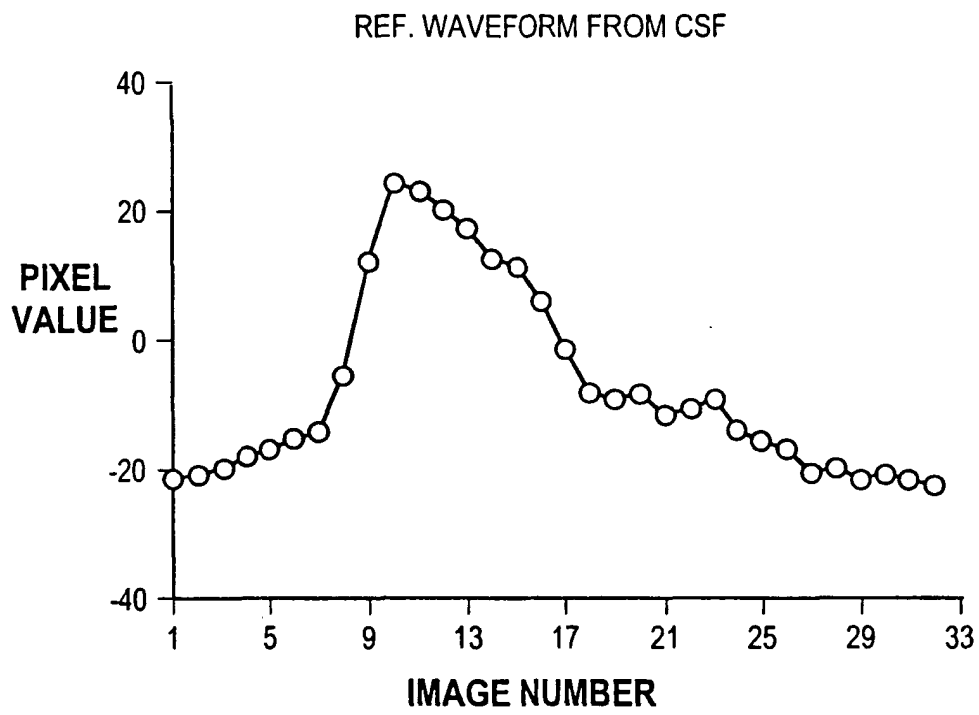 REF. WAVEFORM FROM CSF
40
20
PIXEL
VALUE
0
-20
-40
1 5 9 13 17 21 25 29 33
IMAGE NUMBER